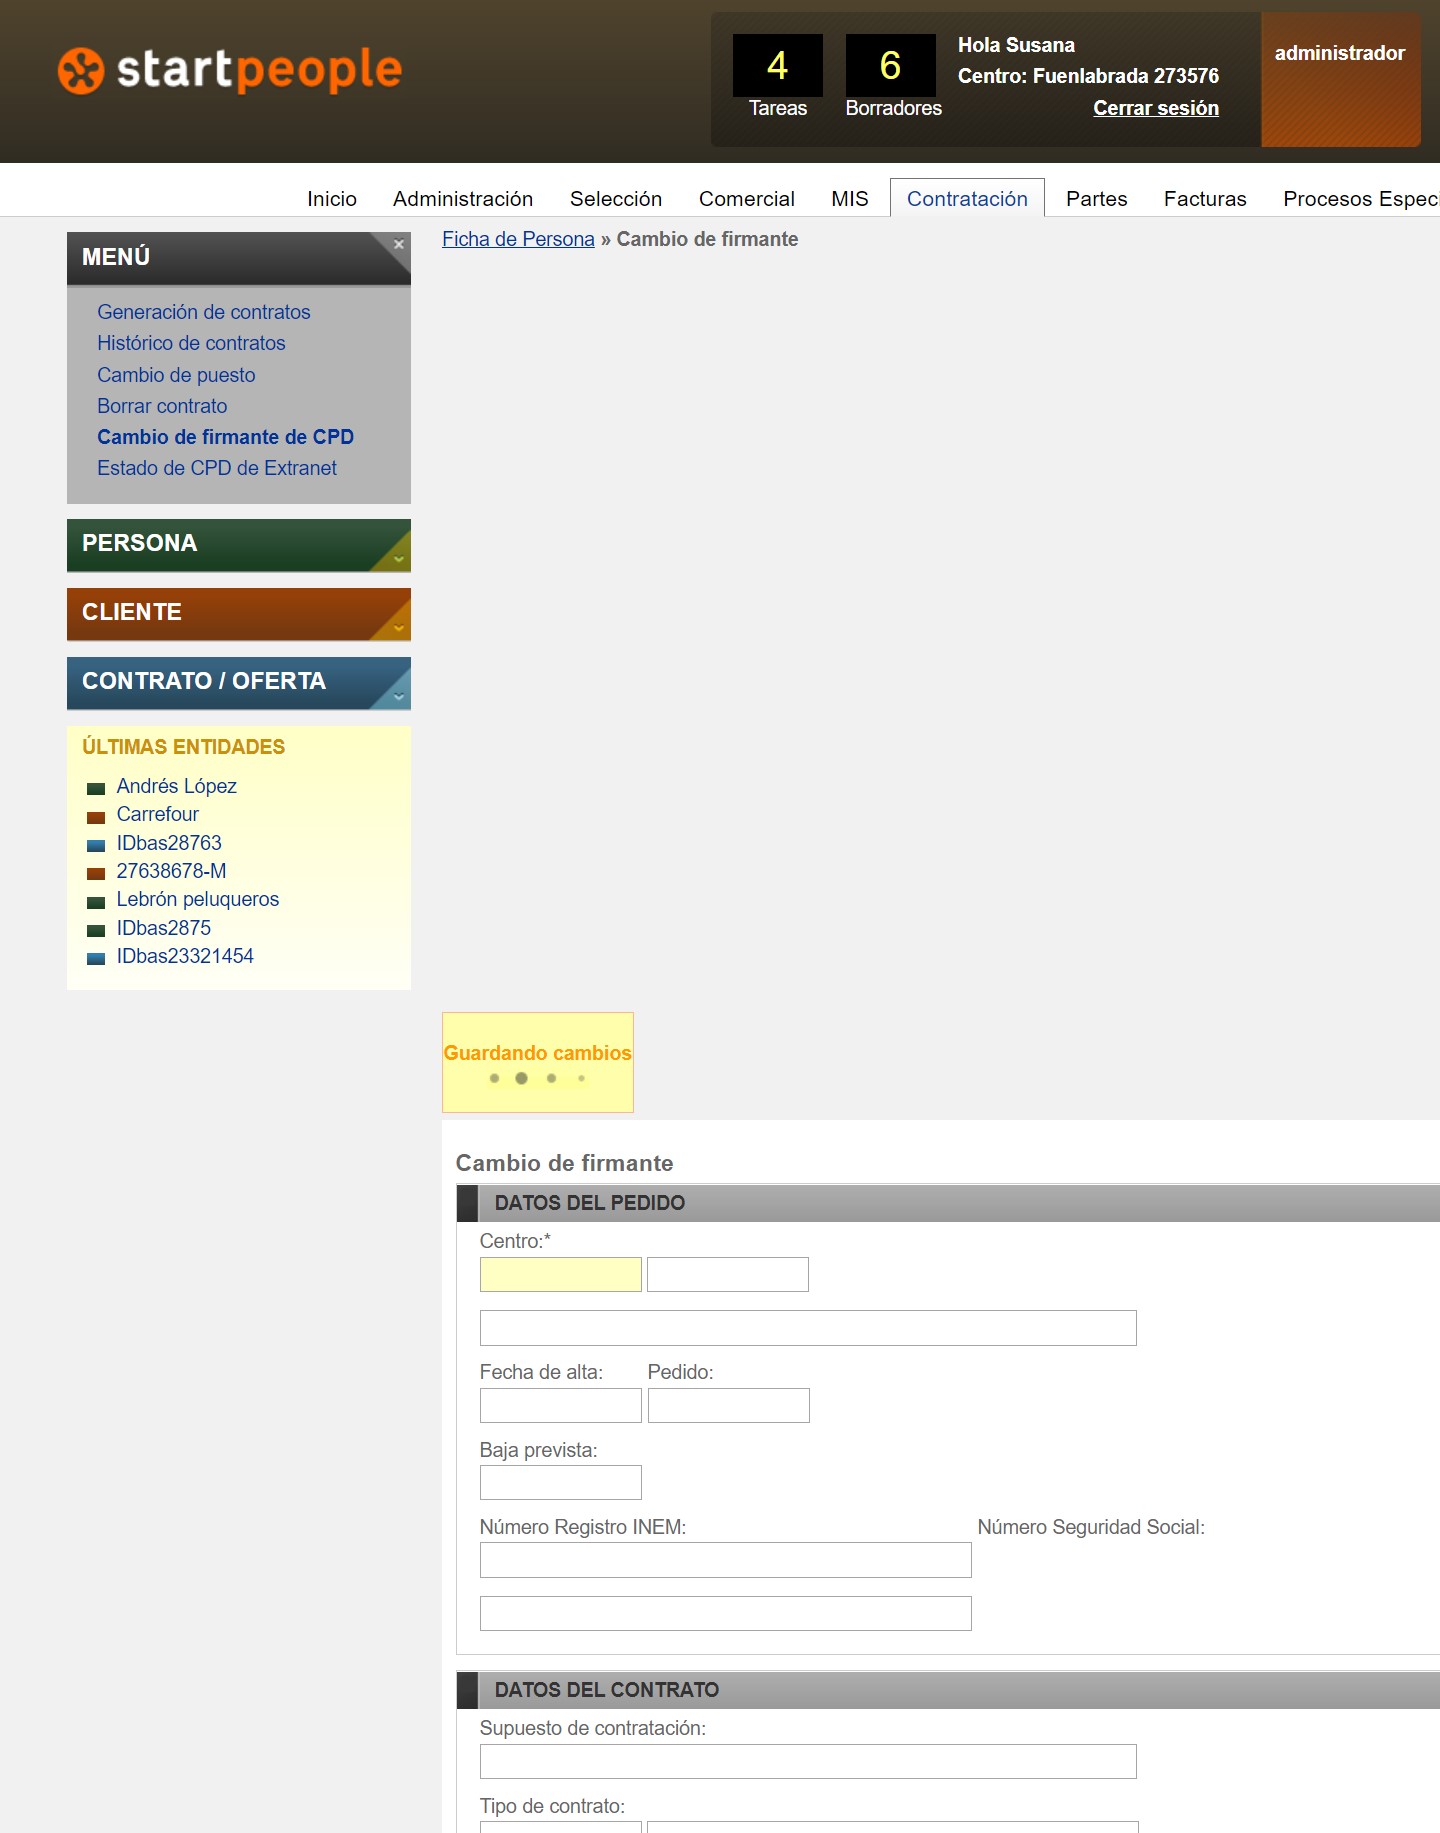 startpeople
4
Tareas
6
Borradores
Hola Susana
Centro: Fuenlabrada 273576
Cerrar sesión
administrador
Inicio Administración Selección Comercial MIS Contratación Partes Facturas Procesos Especi
MENÚ
Generación de contratos
Histórico de contratos
Cambio de puesto
Borrar contrato
Cambio de firmante de CPD
Estado de CPD de Extranet
PERSONA
CLIENTE
CONTRATO / OFERTA
ÚLTIMAS ENTIDADES
Andrés López
Carrefour
IDbas28763
27638678-M
Lebrón peluqueros
IDbas2875
IDbas23321454
Ficha de Persona » Cambio de firmante
Guardando cambios
Cambio de firmante
DATOS DEL PEDIDO
Centro:*
Fecha de alta: Pedido:
Baja prevista:
Número Registro INEM: Número Seguridad Social:
DATOS DEL CONTRATO
Supuesto de contratación:
Tipo de contrato: